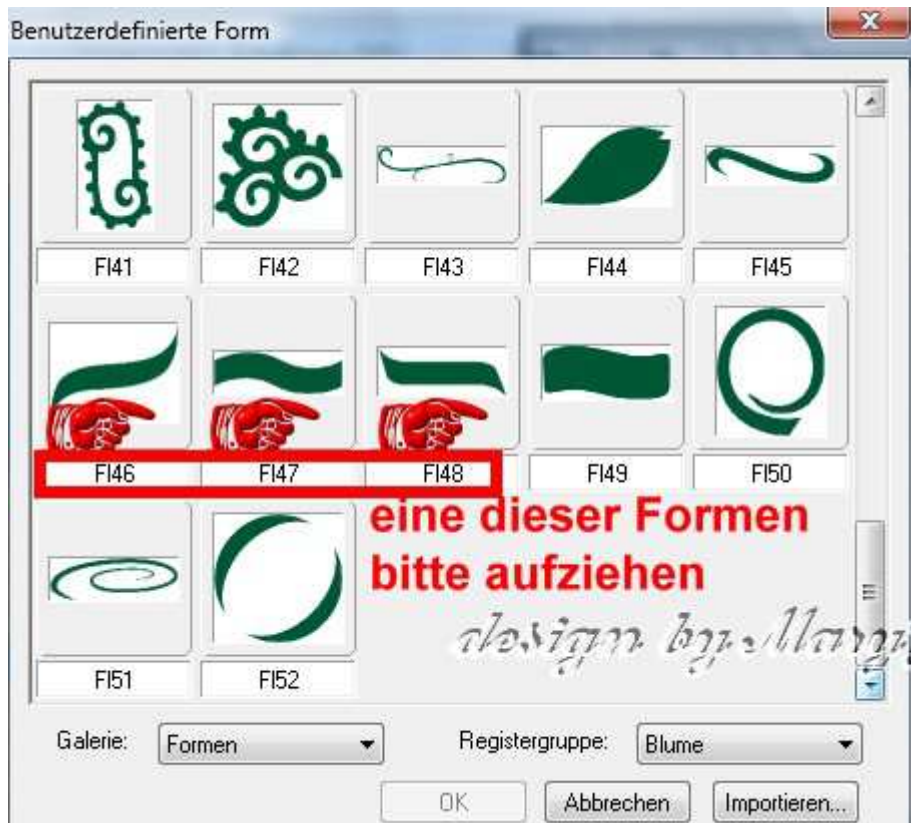 Benutzerdefinierte Form
FI41 FI42 FI43 FI44 FI45
FI46 FI47 FI48 FI49 FI50
eine dieser Formen
bitte aufziehen
design by Mary
FI51 FI52
Galerie: Formen Registergruppe: Blume
OK Abbrechen Importieren...